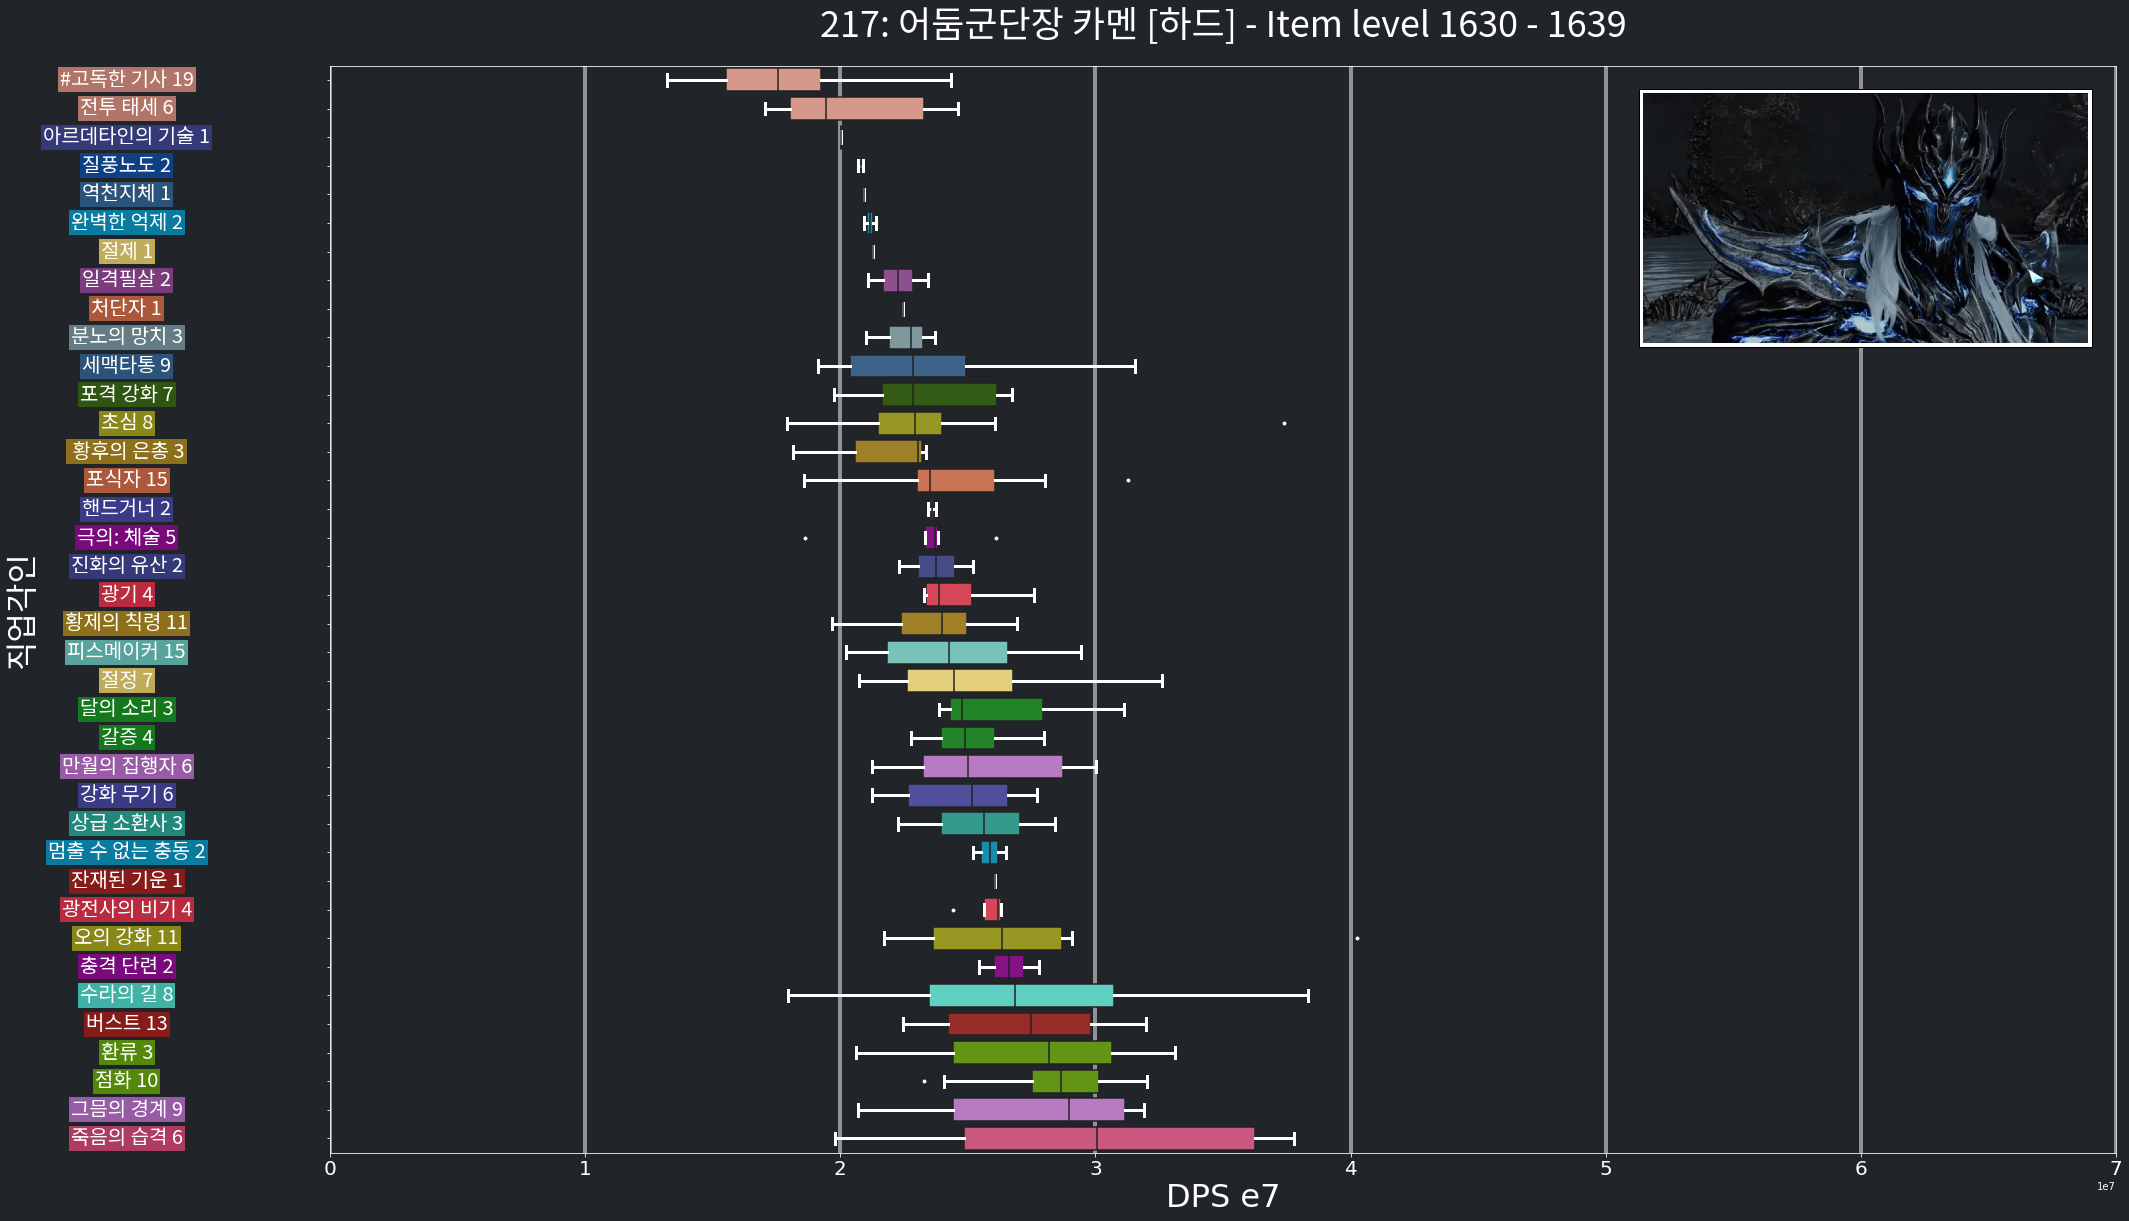 217: 어둠군단장 카멘 [하드] - Item level 1630 - 1639
#고독한 기사 19
전투 태세 6
아르데타인의 기술 1
질풍노도 2
역천지체 1
완벽한 억제 2
절제 1
일격필살 2
처단자 1
분노의 망치 3
세맥타통 9
포격 강화 7
초심 8
황후의 은총 3
포식자 15
핸드거너 2
극의: 체술 5
진화의 유산 2
광기 4
황제의 칙령 11
피스메이커 15
절정 7
달의 소리 3
갈증 4
만월의 집행자 6
강화 무기 6
상급 소환사 3
멈출 수 없는 충동 2
잔재된 기운 1
광전사의 비기 4
오의 강화 11
충격 단련 2
수라의 길 8
버스트 13
환류 3
점화 10
그믐의 경계 9
죽음의 습격 6
직업각인
0 1 2 3 4 5 6 7
DPS e7
1e7